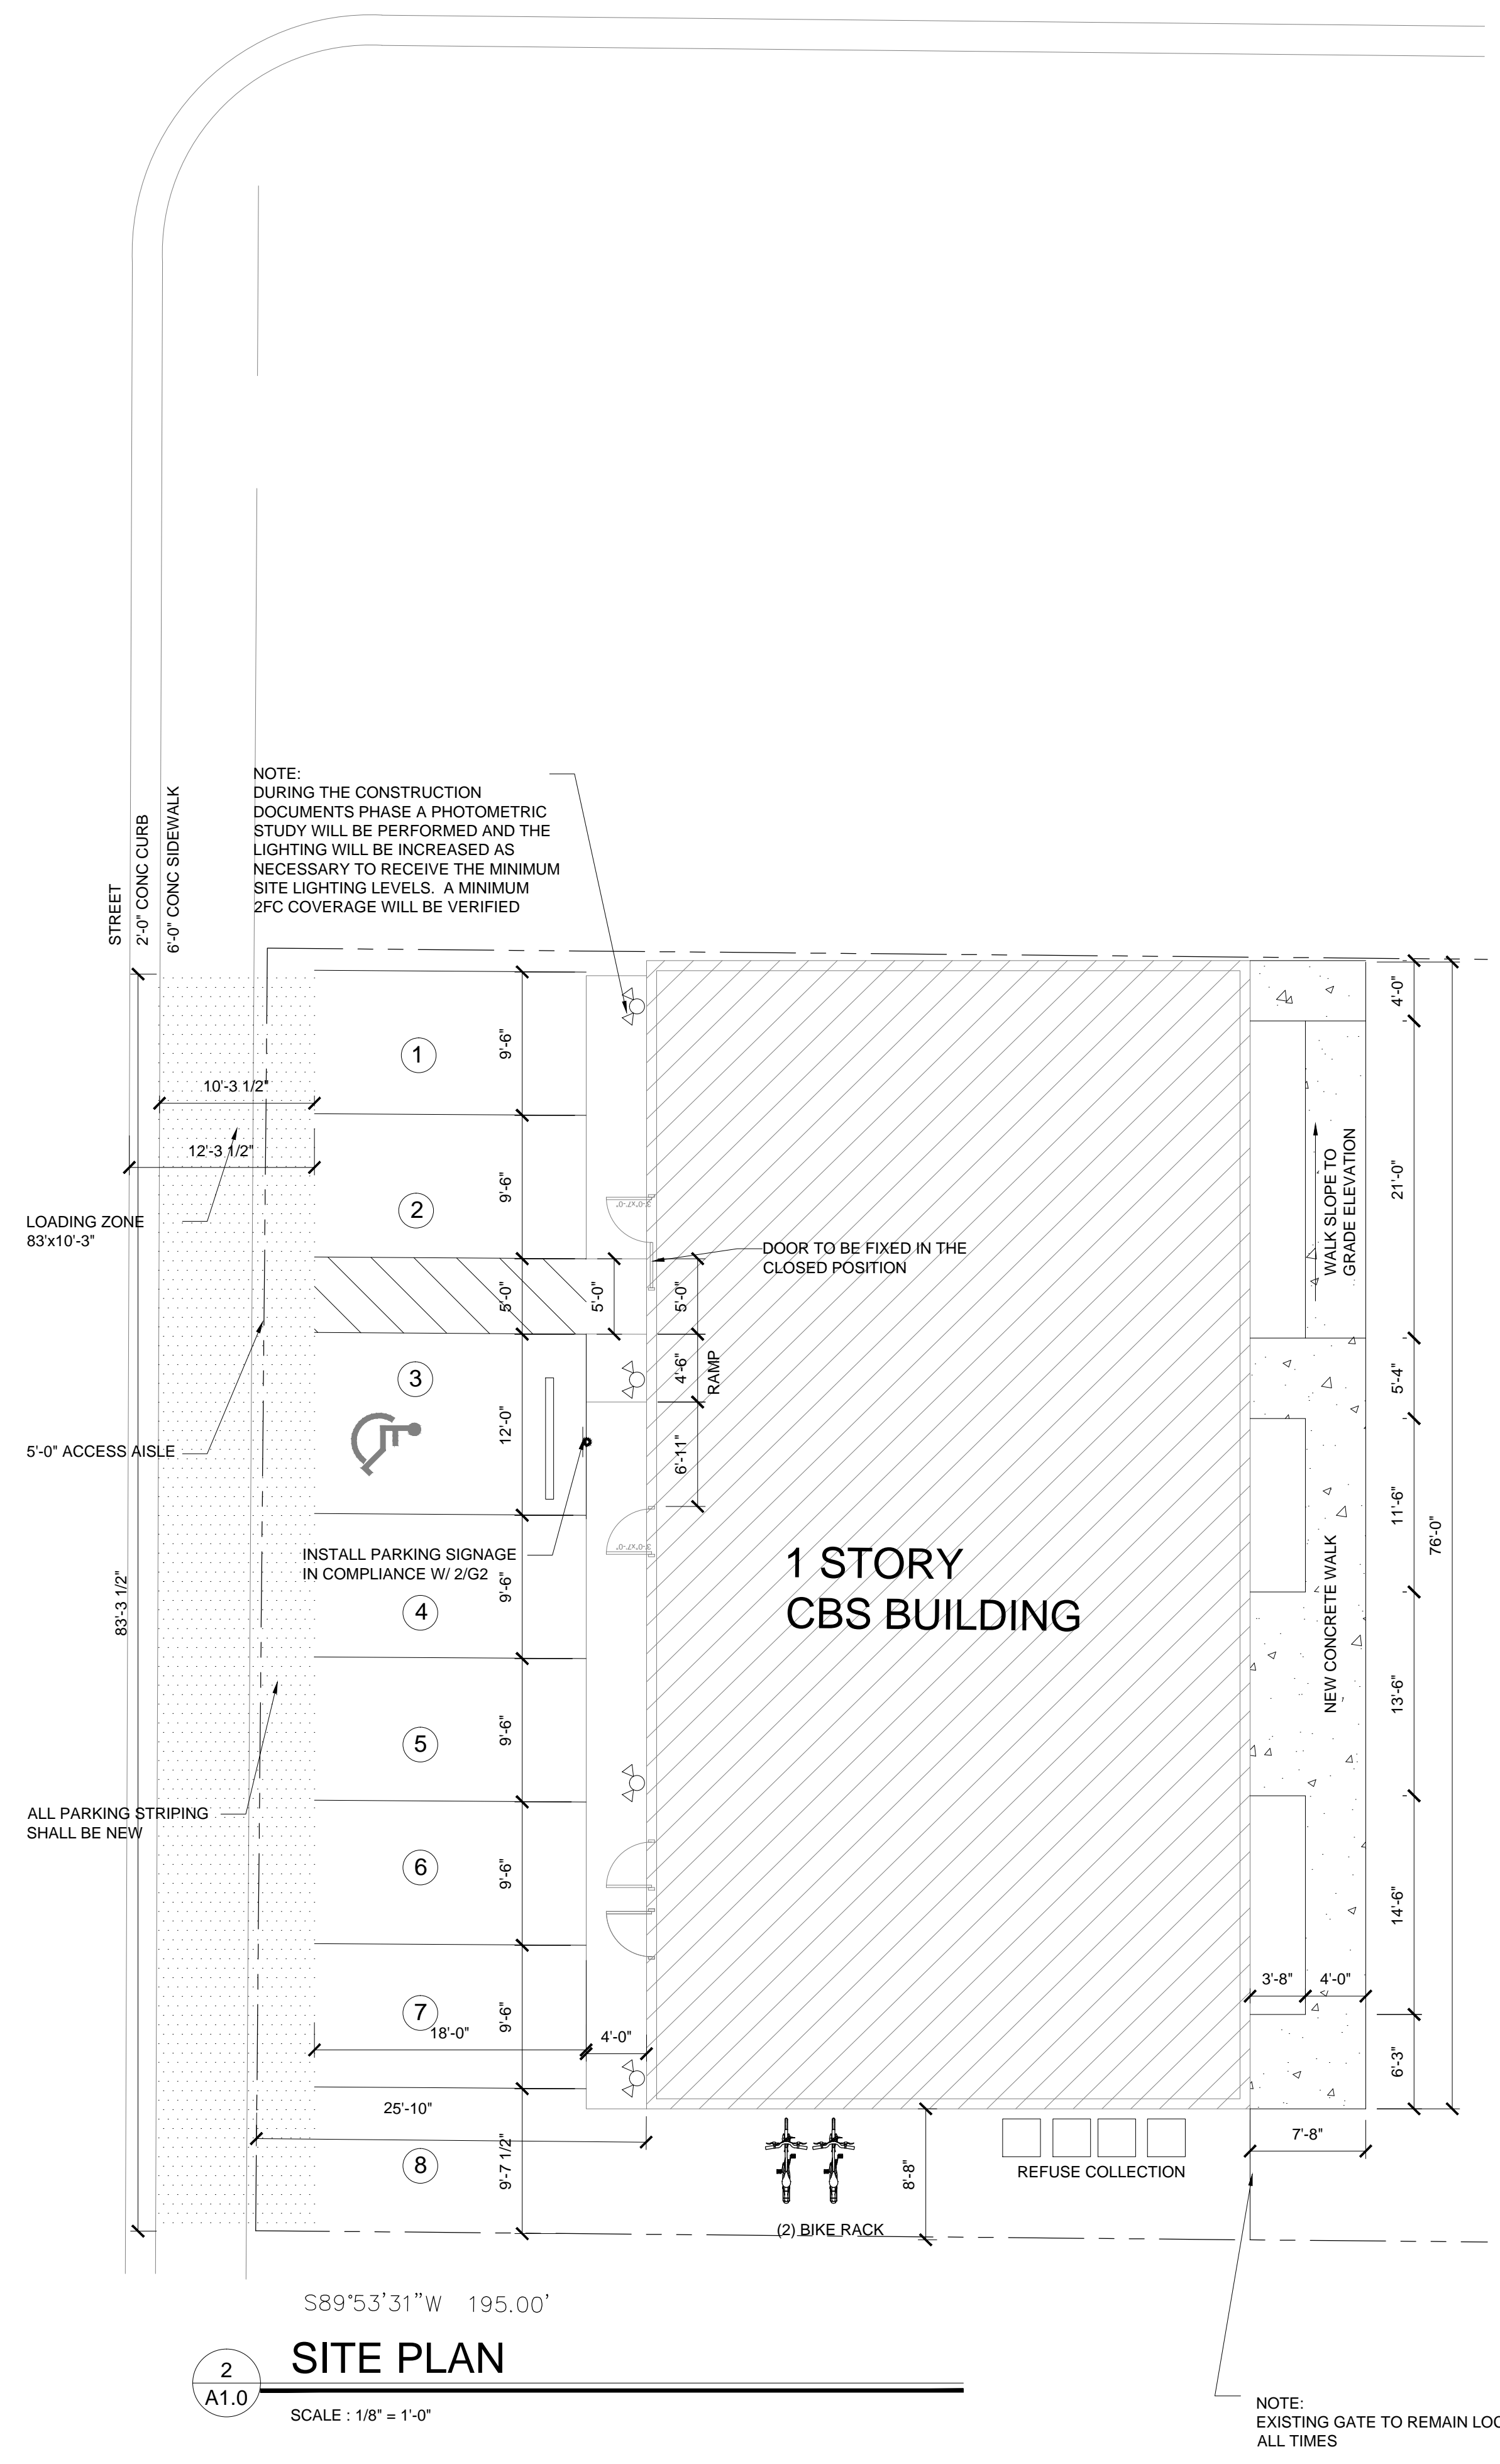 NOTE:
DURING THE CONSTRUCTION
DOCUMENTS PHASE A PHOTOMETRIC
STUDY WILL BE PERFORMED AND THE
LIGHTING WILL BE INCREASED AS
NECESSARY TO RECEIVE THE MINIMUM
SITE LIGHTING LEVELS. A MINIMUM
2FC COVERAGE WILL BE VERIFIED
STREET
2'-0" CONC CURB
6'-0" CONC SIDEWALK
4'-0"
9'-6"
1
10'-3 1/2"
12'-3 1/2"
9'-6"
2
3'-0"x7'-0"
21'-0"
WALK SLOPE TO
GRADE ELEVATION
LOADING ZONE
83'x10'-3"
DOOR TO BE FIXED IN THE
CLOSED POSITION
5'-0"
5'-0"
5'-0"
3
4'-6"
RAMP
5'-4"
12'-0"
5'-0" ACCESS AISLE
6'-11"
11'-6"
76'-0"
INSTALL PARKING SIGNAGE
IN COMPLIANCE W/ 2/G2
3'-0"x7'-0"
1 STORY
CBS BUILDING
83'-3 1/2"
9'-6"
4
NEW CONCRETE WALK
13'-6"
9'-6"
5
ALL PARKING STRIPING
SHALL BE NEW
9'-6"
6
14'-6"
3'-8"
4'-0"
7
18'-0"
9'-6"
4'-0"
6'-3"
25'-10"
7'-8"
8
9'-7 1/2"
8'-8"
REFUSE COLLECTION
(2) BIKE RACK
S89°53'31"W 195.00'
2
A1.0
SITE PLAN
SCALE : 1/8" = 1'-0"
NOTE:
EXISTING GATE TO REMAIN LOC
ALL TIMES